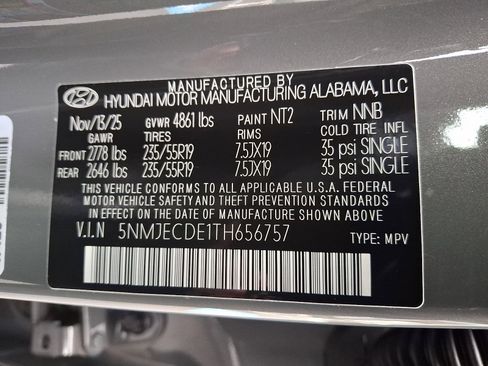 MANUFACTURED BY
HYUNDAI MOTOR MANUFACTURING ALABAMA, LLC
Nov/13/25 GVWR 4861 lbs PAINT NT2 TRIM NNB
GAWR TIRES RIMS COLD TIRE INFL
FRONT 2778 lbs 235/55R19 7.5JX19 35 psi SINGLE
REAR 2646 lbs 235/55R19 7.5JX19 35 psi SINGLE
THIS VEHICLE CONFORMS TO ALL APPLICABLE U.S.A. FEDERAL
MOTOR VEHICLE SAFETY AND THEFT PREVENTION STANDARDS
IN EFFECT ON THE DATE OF MANUFACTURE SHOWN ABOVE
V.I.N 5NMJECDE1TH656757
TYPE: MPV